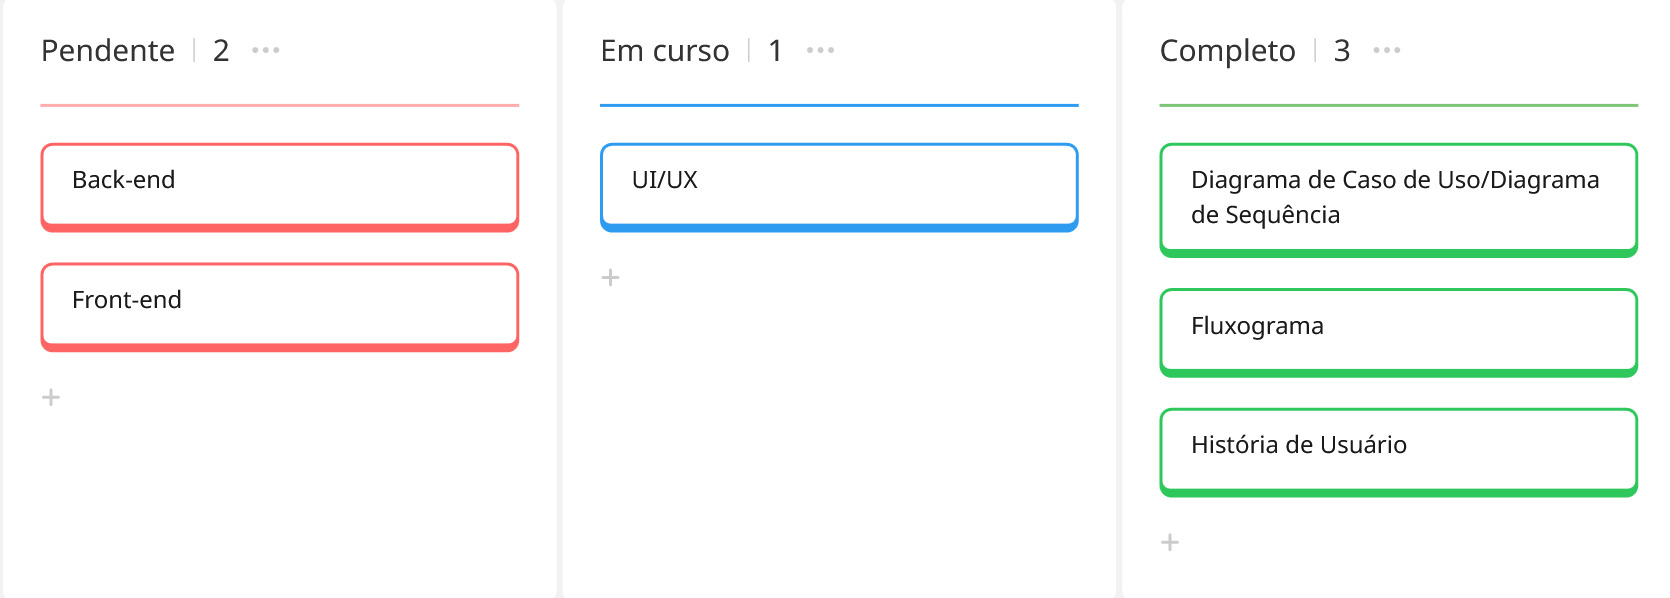 Pendente 2 •••
Back-end
Front-end
+
Em curso 1 •••
UI/UX
+
Completo 3 •••
Diagrama de Caso de Uso/Diagrama
de Sequência
Fluxograma
História de Usuário
+